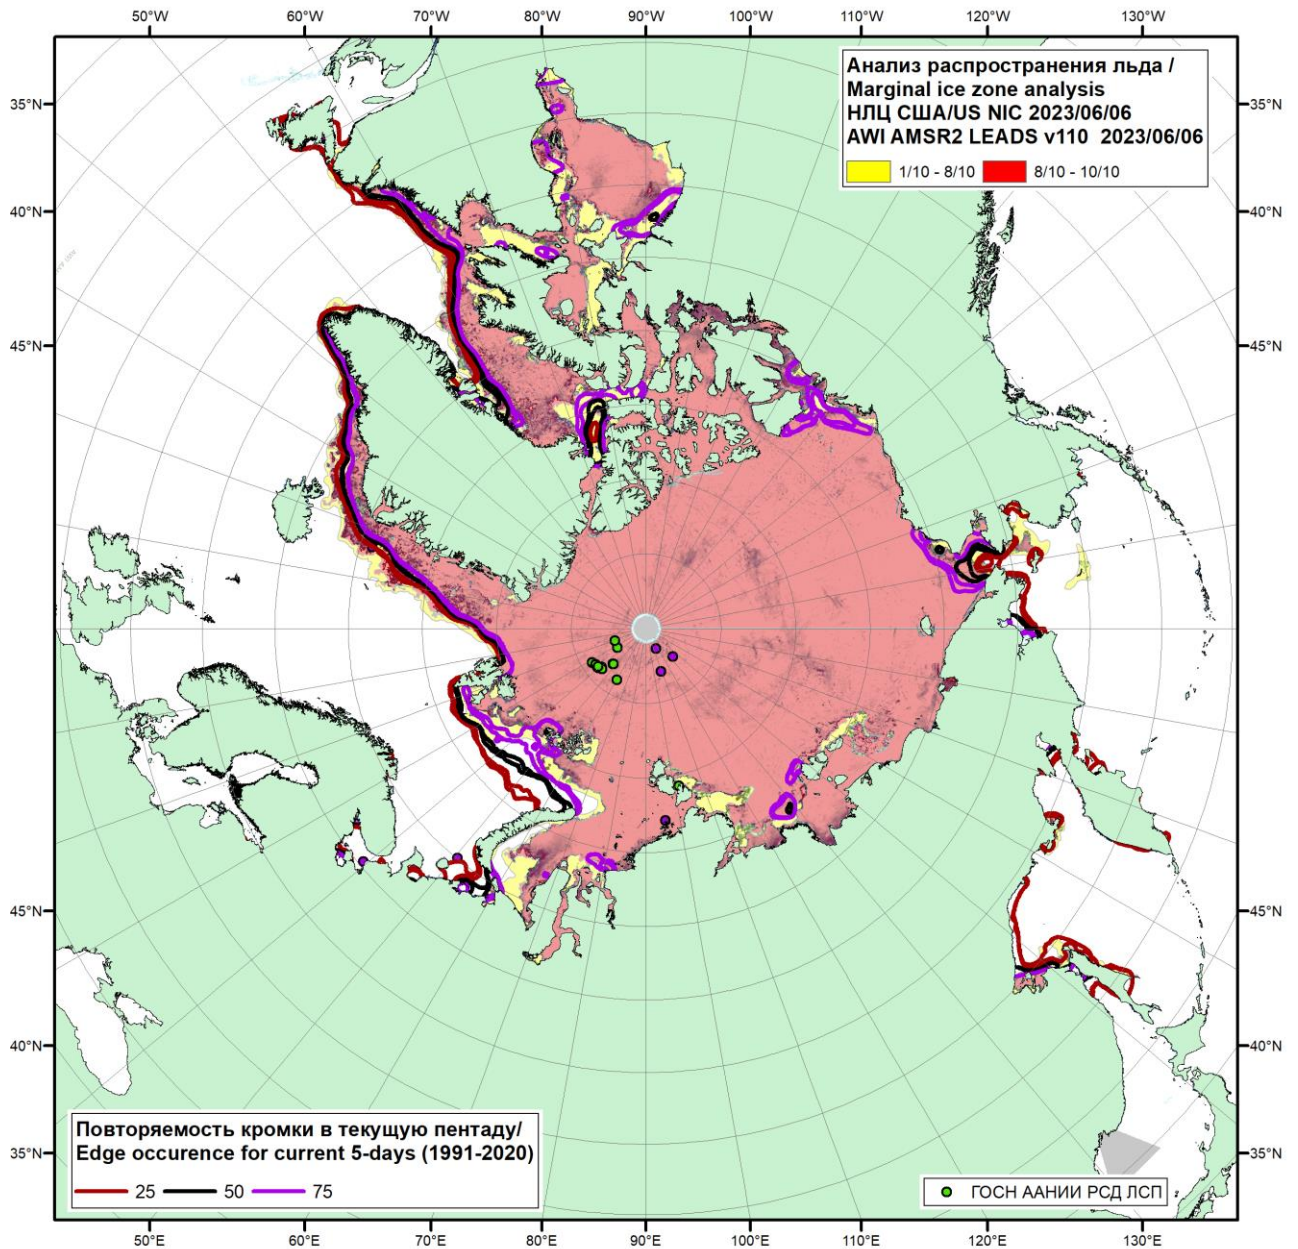 50°W 60°W 70°W 80°W 90°W 100°W 110°W 120°W 130°W
Анализ распространения льда /
Marginal ice zone analysis
НЛЦ США/US NIC 2023/06/06
AWI AMSR2 LEADS v110 2023/06/06
1/10 - 8/10 8/10 - 10/10
35°N 35°N
40°N 40°N
45°N 45°N
45°N 45°N
40°N 40°N
35°N 35°N
Повторяемость кромки в текущую пентаду/
Edge occurence for current 5-days (1991-2020)
25 50 75
ГОСН ААНИИ РСД ЛСП
50°E 60°E 70°E 80°E 90°E 100°E 110°E 120°E 130°E